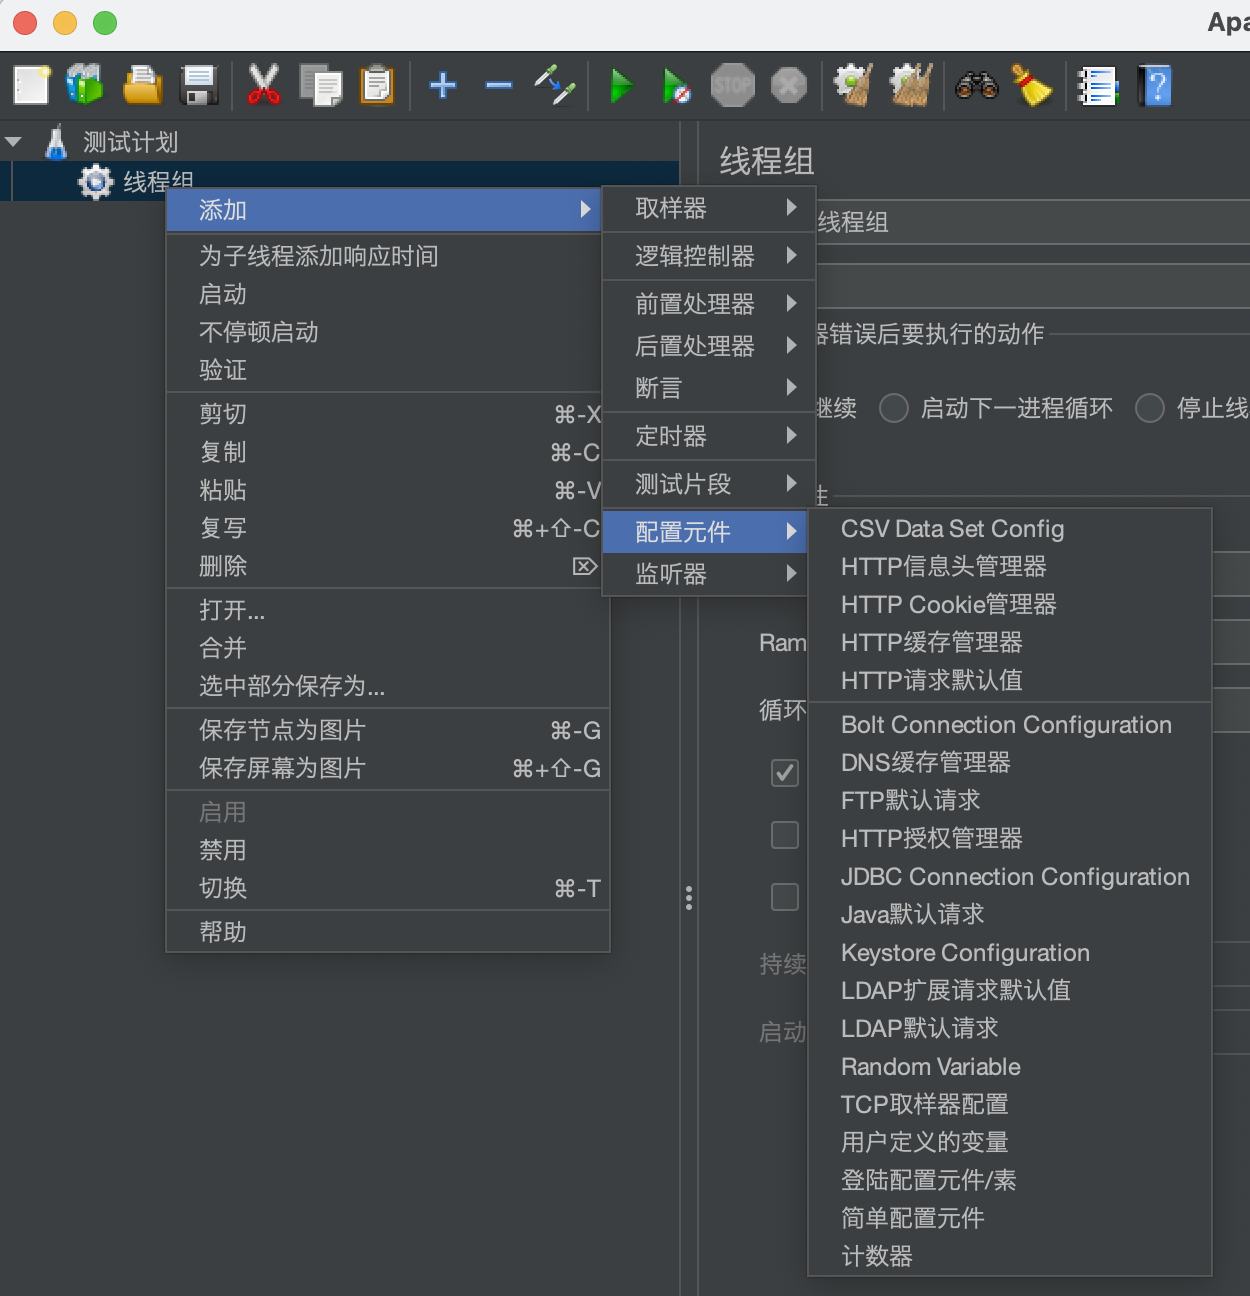 Apa
STOP
测试计划
线程组
线程组
添加
为子线程添加响应时间
启动
不停顿启动
验证
剪切 ⌘-X
复制 ⌘-C
粘贴 ⌘-V
复写 ⌘+⇧-C
删除 ⌦
打开...
合并
选中部分保存为...
保存节点为图片 ⌘-G
保存屏幕为图片 ⌘+⇧-G
启用
禁用
切换 ⌘-T
帮助
取样器
逻辑控制器
前置处理器
后置处理器
断言
定时器
测试片段
配置元件
监听器
线程组
器错误后要执行的动作
继续 启动下一进程循环 停止线
性
Ram
循环
持续
启动
CSV Data Set Config
HTTP信息头管理器
HTTP Cookie管理器
HTTP缓存管理器
HTTP请求默认值
Bolt Connection Configuration
DNS缓存管理器
FTP默认请求
HTTP授权管理器
JDBC Connection Configuration
Java默认请求
Keystore Configuration
LDAP扩展请求默认值
LDAP默认请求
Random Variable
TCP取样器配置
用户定义的变量
登陆配置元件/素
简单配置元件
计数器